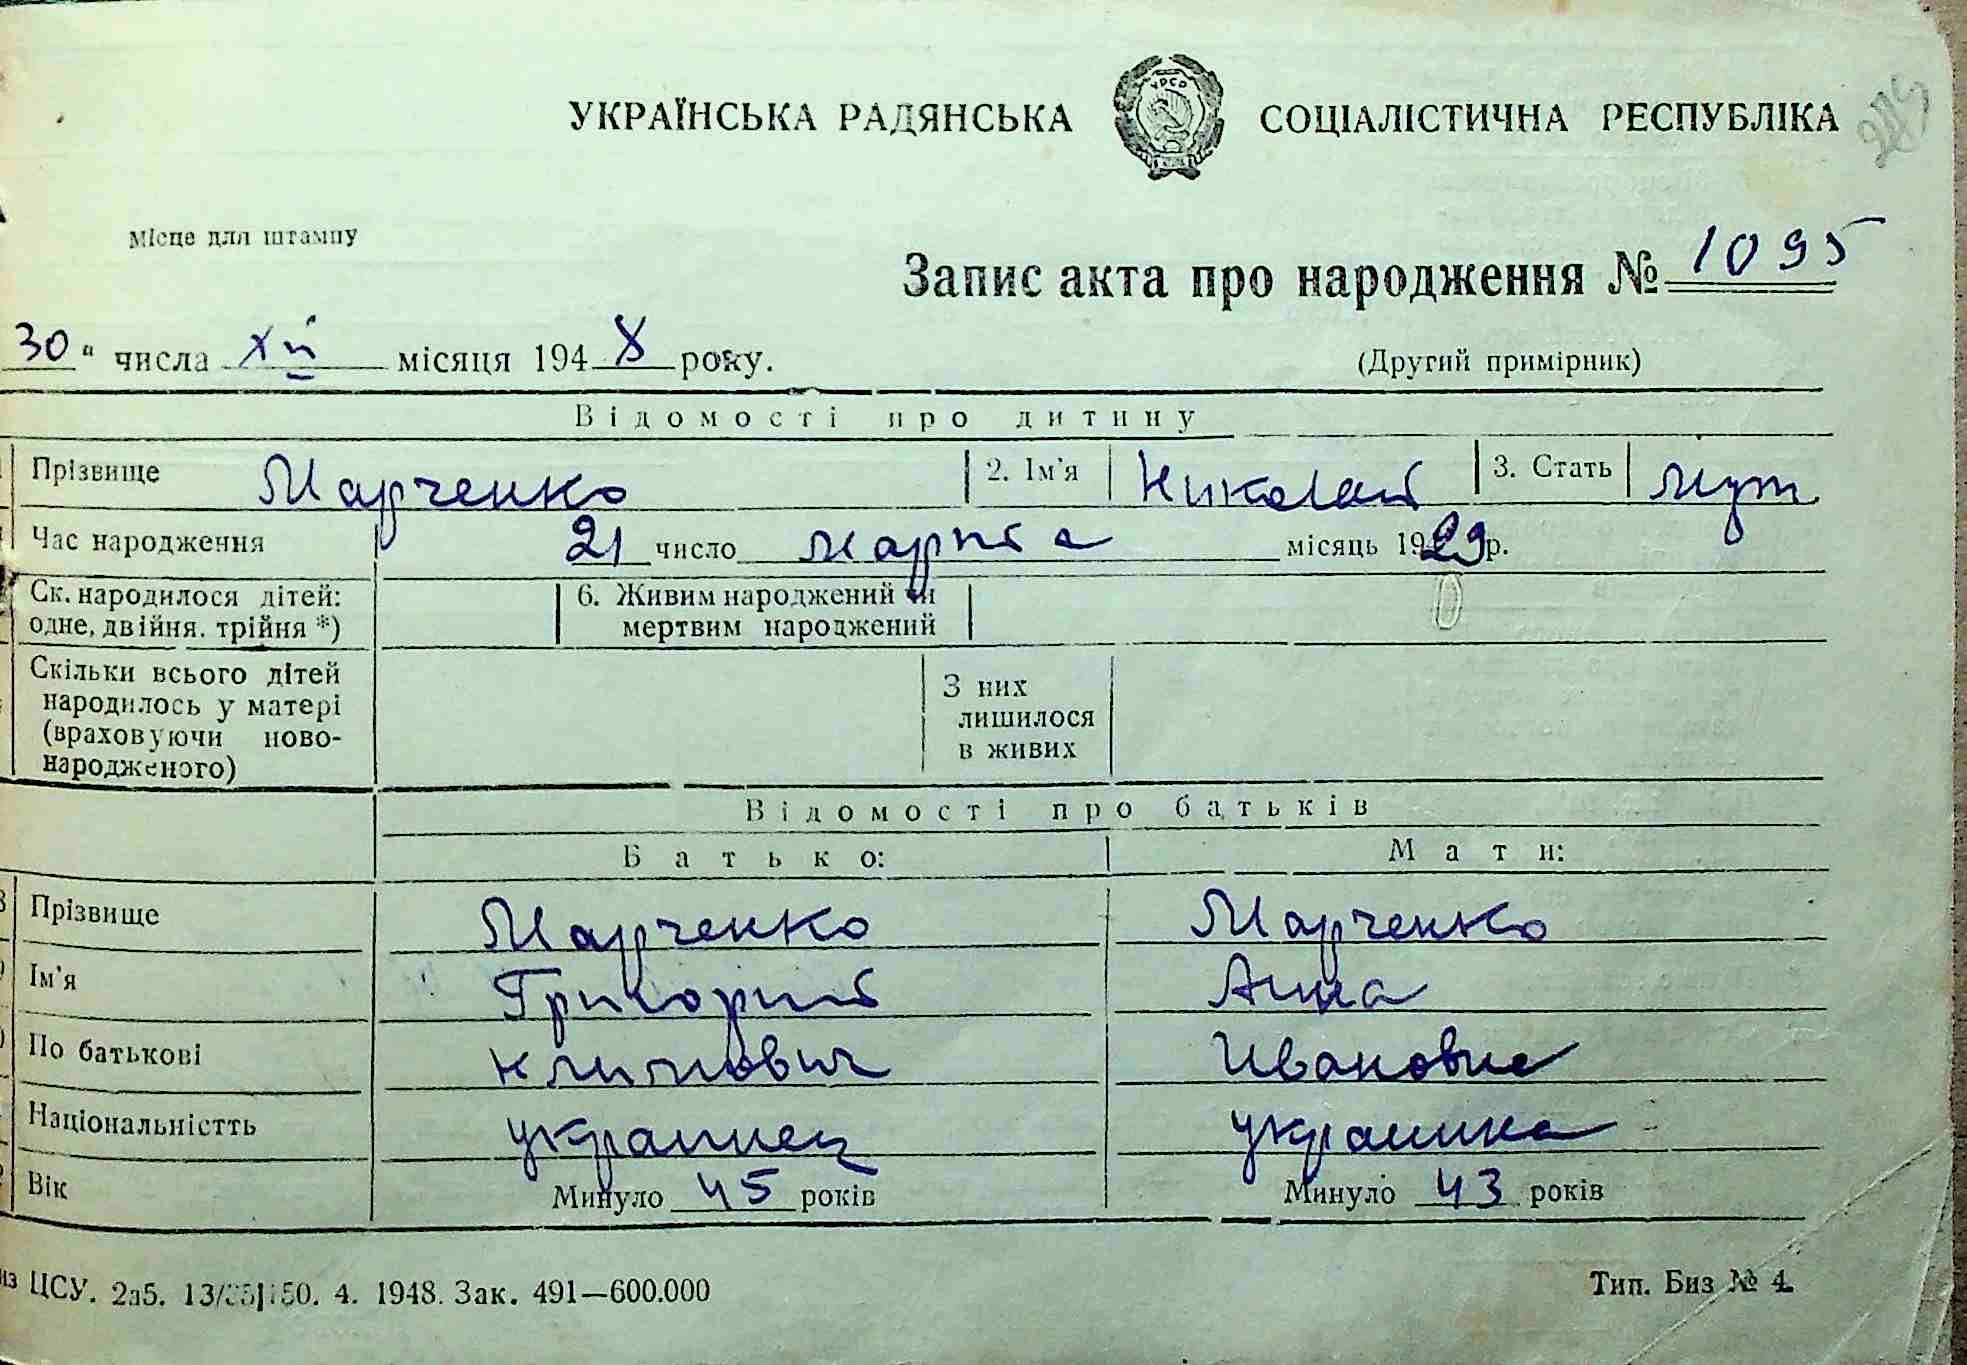 УКРАЇНСЬКА РАДЯНСЬКА СОЦІАЛІСТИЧНА РЕСПУБЛІКА
УРСР
Місце для штампу
Запис акта про народження № 1095
30 " числа XII місяця 1948 року.
(Другий примірник)
Відомості про дитину
Прізвище Марченко 2. Ім'я Николай 3. Стать муж
Час народження 21 число марта місяць 1929 р.
Ск. народилося дітей: одне, двійня. трійня *) 6. Живим народжений чи мертвим народжений
Скільки всього дітей народилось у матері (враховуючи новонародженого) З них лишилося в живих
Відомості про батьків
Батько: Мати:
8 Прізвище Марченко Марченко
Ім'я Григорий Анна
По батькові Климович Ивановна
Національністть украинец украинка
Вік Минуло 45 років Минуло 43 років
ЦСУ. 2а5. 4. 1948. Зак. 491—600.000
Тип. Биз № 4.